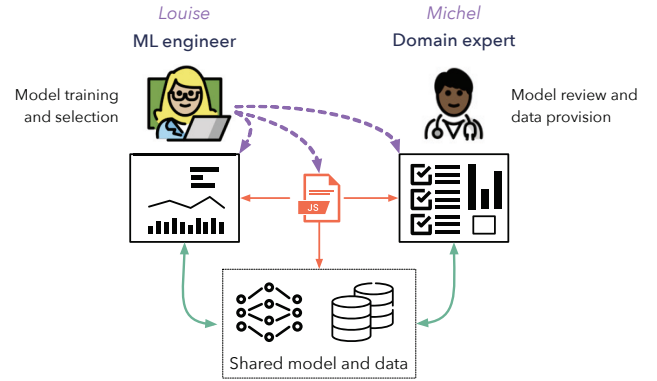 Louise
ML engineer
Model training
and selection
Michel
Domain expert
Model review and
data provision
JS
Shared model and data